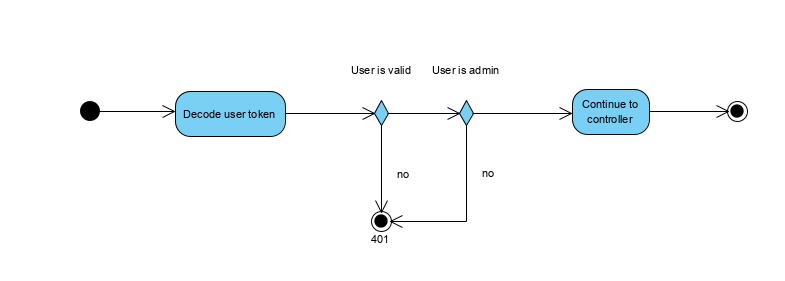 User is valid
User is admin
Decode user token
Continue to
controller
no
no
401